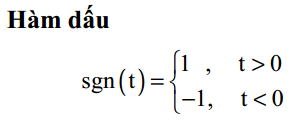 Hàm dấu
sgn(t) = { 1 , t > 0
−1, t < 0